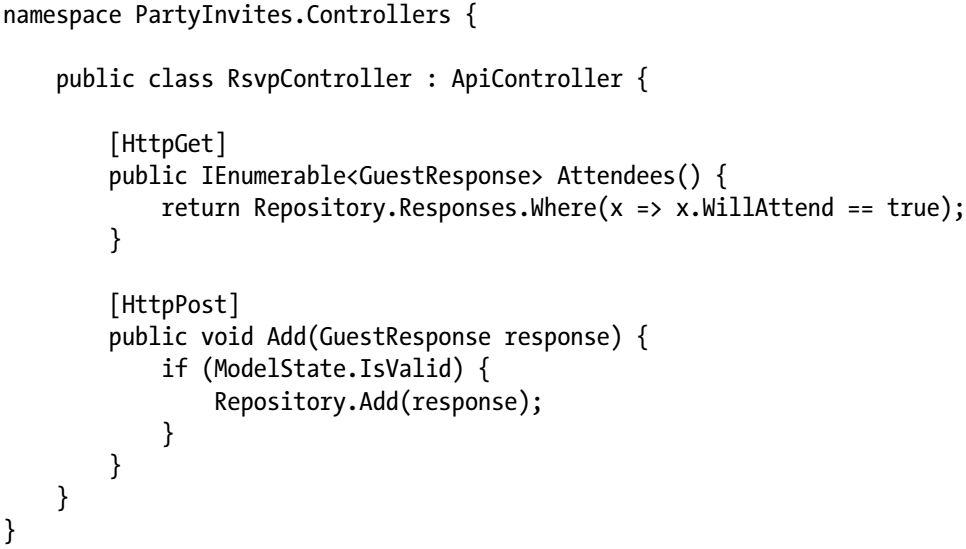 namespace PartyInvites.Controllers {
public class RsvpController : ApiController {
[HttpGet]
public IEnumerable<GuestResponse> Attendees() {
return Repository.Responses.Where(x => x.WillAttend == true);
}
[HttpPost]
public void Add(GuestResponse response) {
if (ModelState.IsValid) {
Repository.Add(response);
}
}
}
}